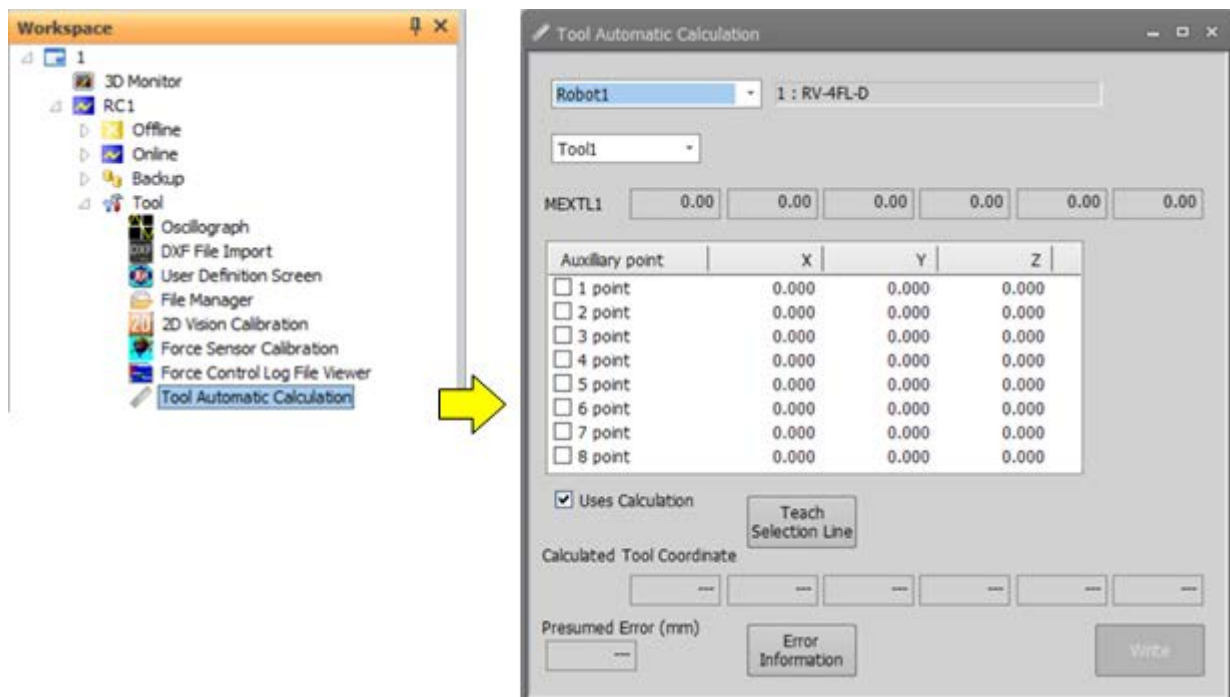 Workspace
1
3D Monitor
RC1
Offline
Online
Backup
Tool
Oscillograph
DXF File Import
User Definition Screen
File Manager
2D Vision Calibration
Force Sensor Calibration
Force Control Log File Viewer
Tool Automatic Calculation
Tool Automatic Calculation
Robot1 1 : RV-4FL-D
Tool1
MEXTL1 0.00 0.00 0.00 0.00 0.00 0.00
Auxiliary point X Y Z
1 point 0.000 0.000 0.000
2 point 0.000 0.000 0.000
3 point 0.000 0.000 0.000
4 point 0.000 0.000 0.000
5 point 0.000 0.000 0.000
6 point 0.000 0.000 0.000
7 point 0.000 0.000 0.000
8 point 0.000 0.000 0.000
Uses Calculation
Teach
Selection Line
Calculated Tool Coordinate
--- --- --- --- --- ---
Presumed Error (mm)
---
Error
Information
Write